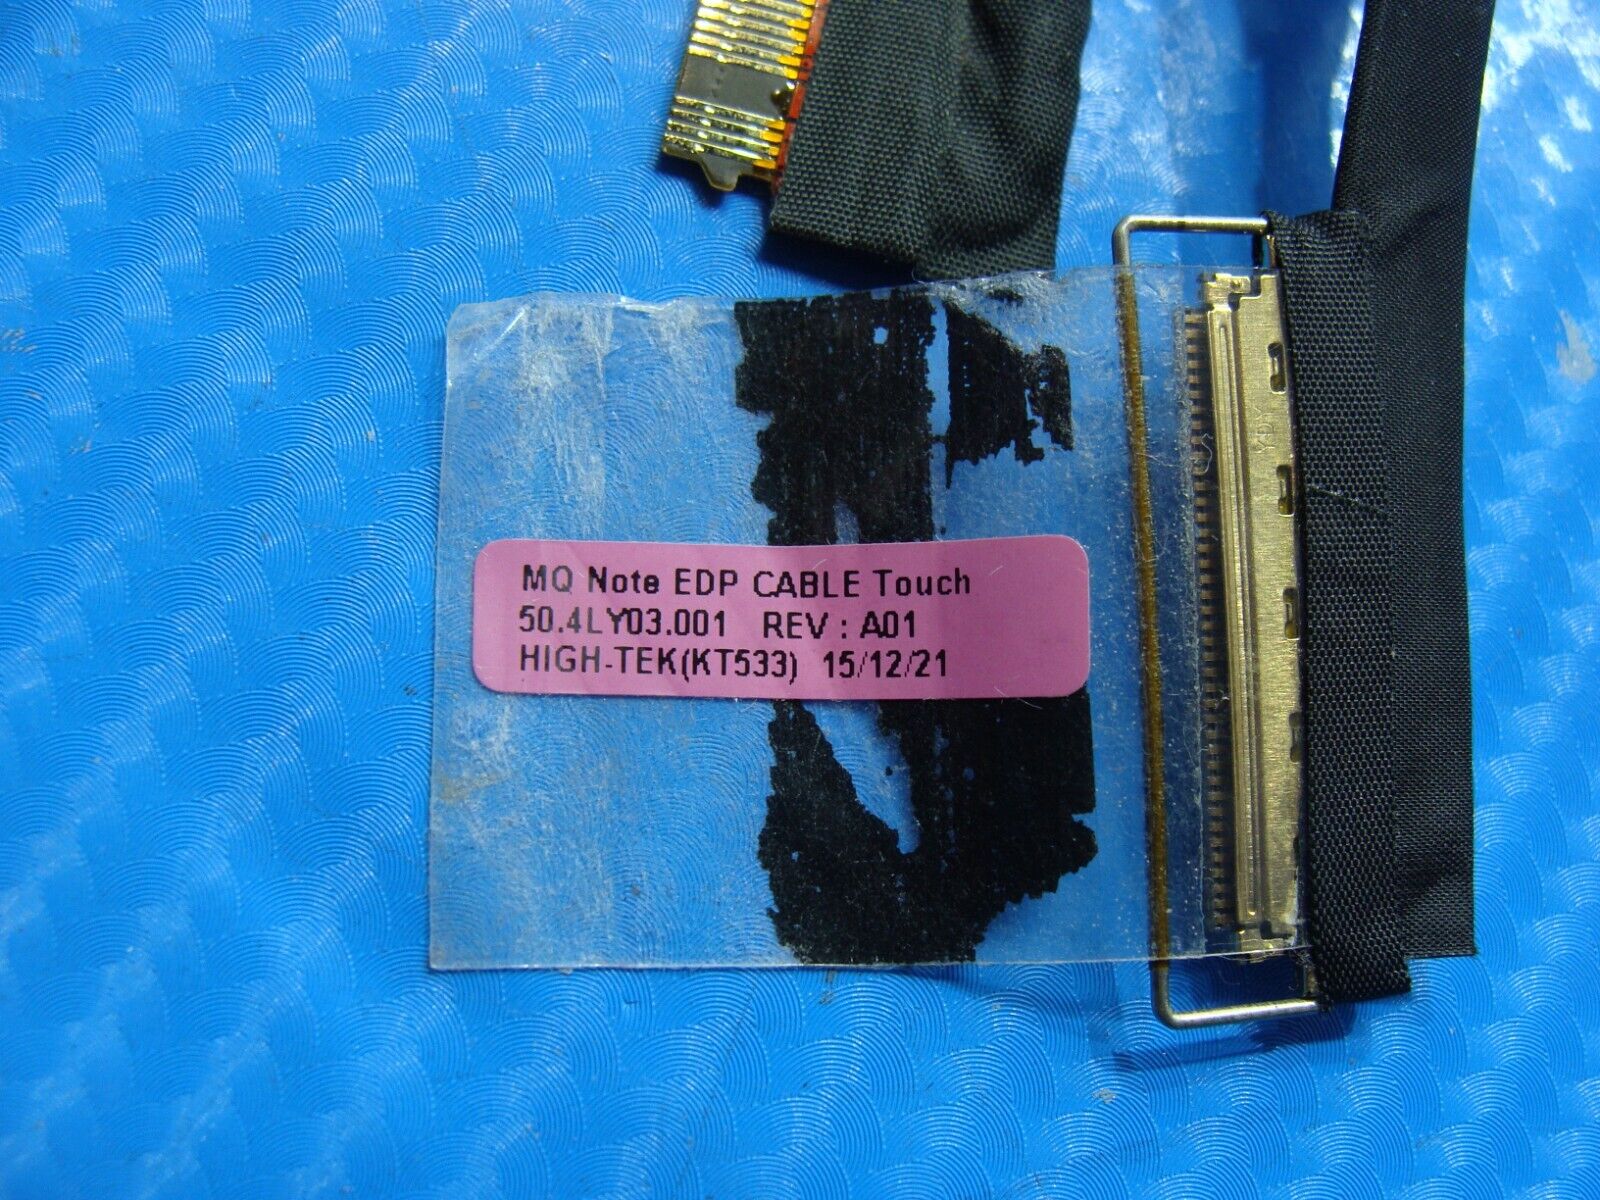 MQ Note EDP CABLE Touch
50.4LY03.001 REV : A01
HIGH-TEK(KT533) 15/12/21